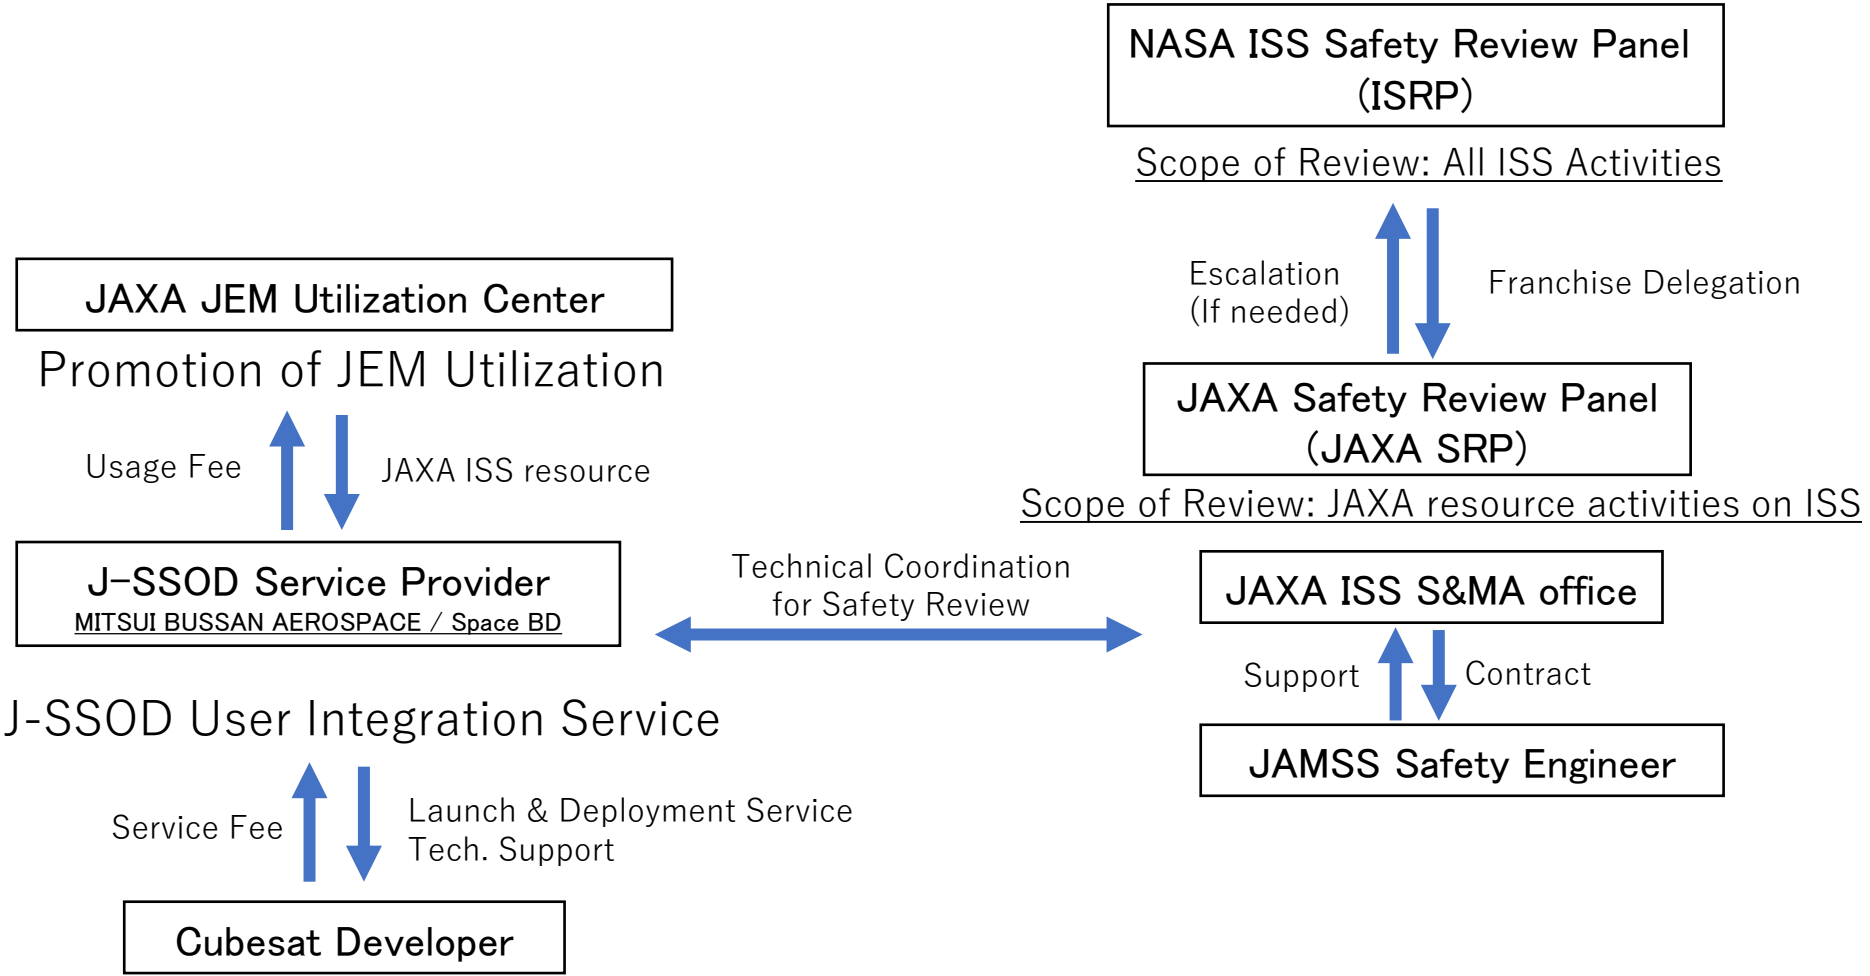 NASA ISS Safety Review Panel
(ISRP)
Scope of Review: All ISS Activities
Escalation
(If needed)
Franchise Delegation
JAXA JEM Utilization Center
Promotion of JEM Utilization
Usage Fee
JAXA ISS resource
JAXA Safety Review Panel
(JAXA SRP)
Scope of Review: JAXA resource activities on ISS
J-SSOD Service Provider
MITSUI BUSSAN AEROSPACE / Space BD
Technical Coordination
for Safety Review
JAXA ISS S&MA office
Support
Contract
JAMSS Safety Engineer
J-SSOD User Integration Service
Service Fee
Launch & Deployment Service
Tech. Support
Cubesat Developer